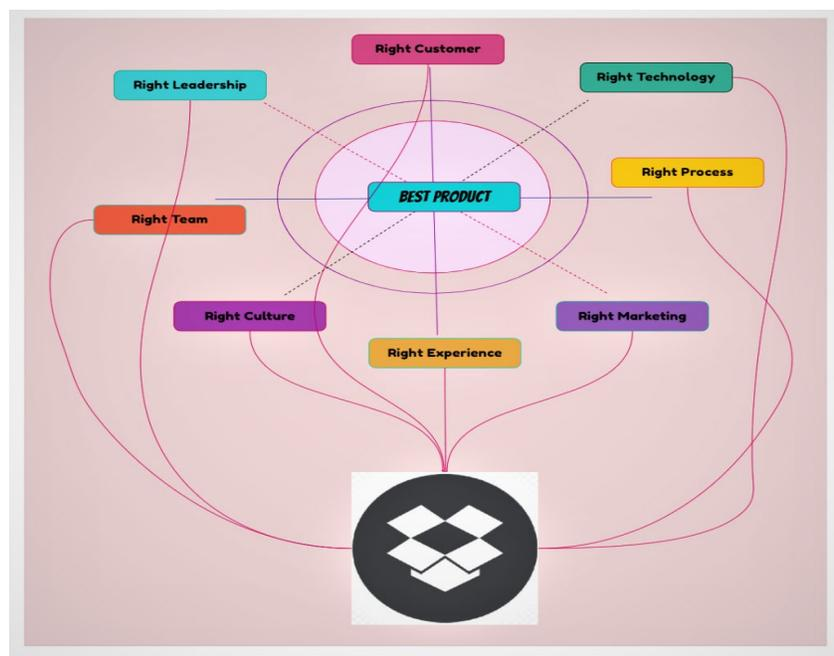 Right Customer
Right Leadership
Right Technology
Right Process
BEST PRODUCT
Right Team
Right Culture
Right Marketing
Right Experience